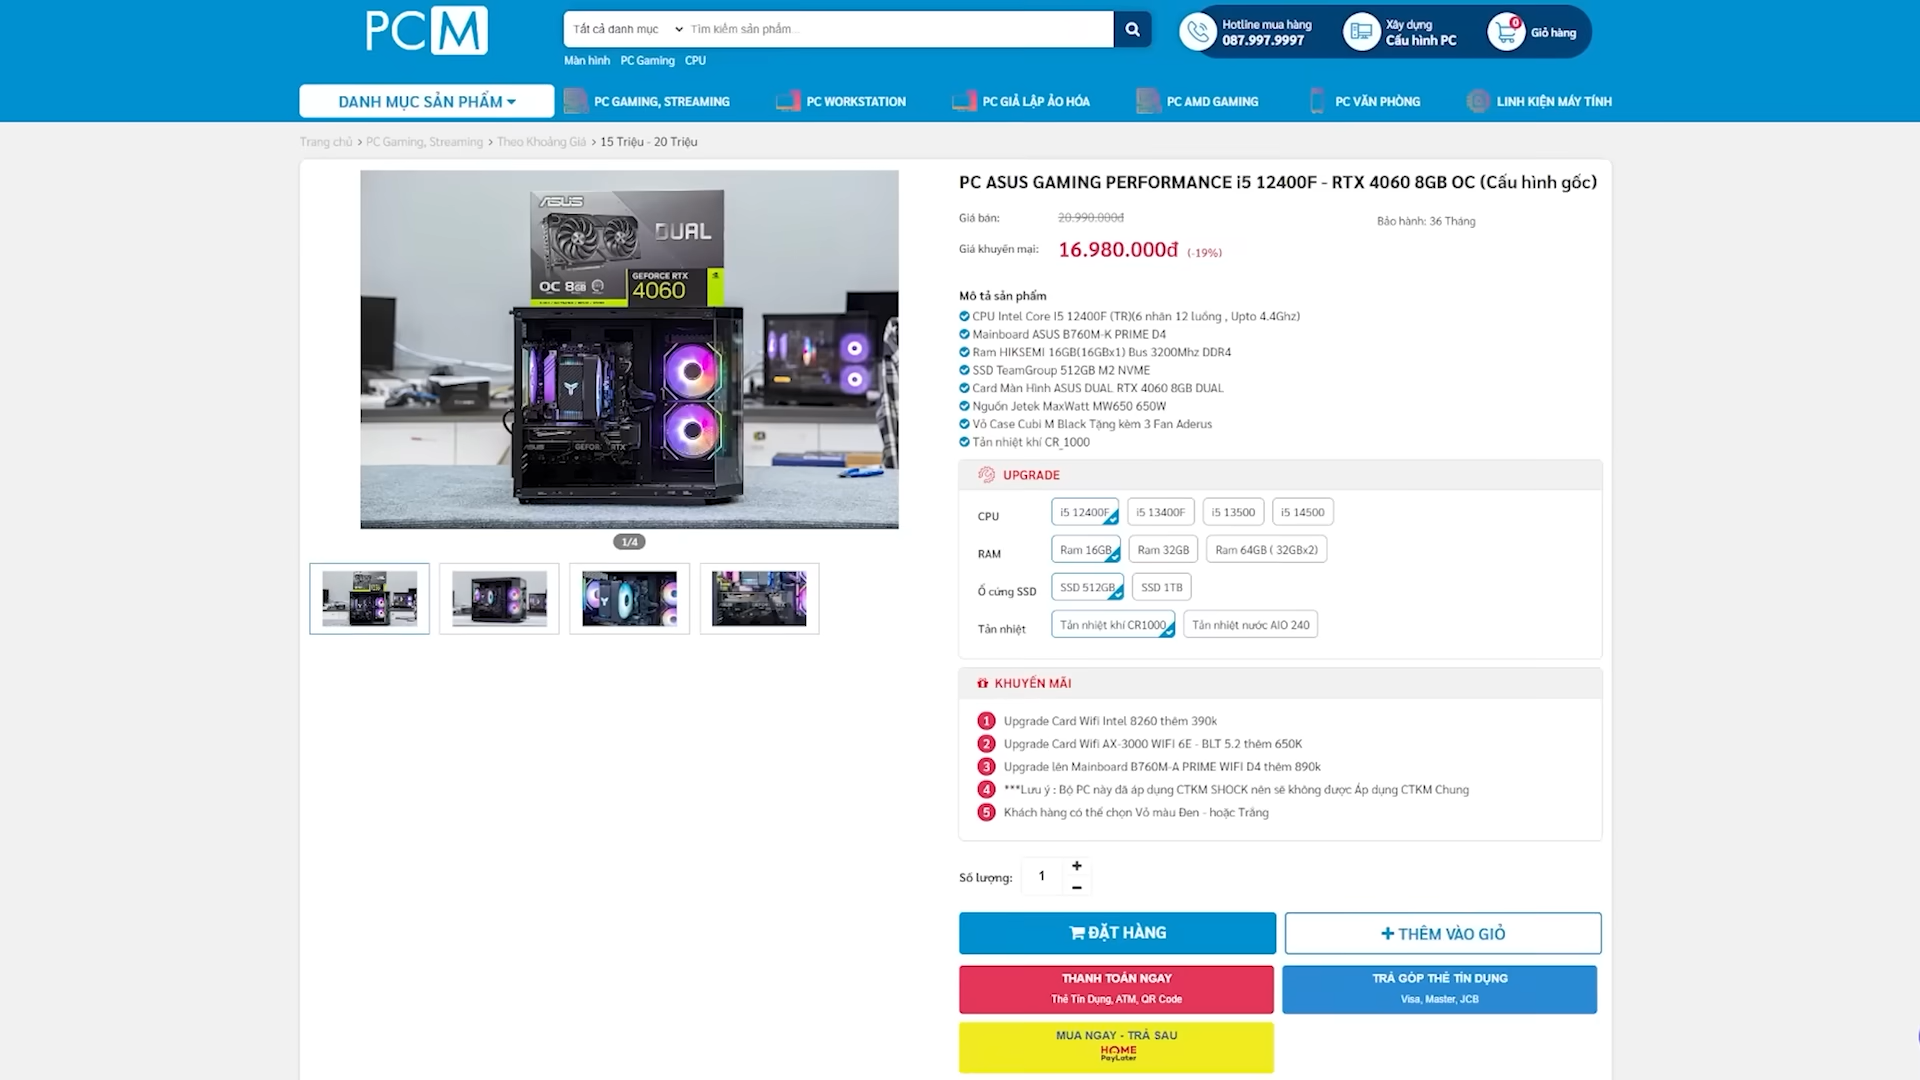 PCM
Tất cả danh mục
Tìm kiếm sản phẩm...
Hotline mua hàng
087.997.9997
Xây dựng
Cấu hình PC
0
Giỏ hàng
Màn hình PC Gaming CPU
DANH MỤC SẢN PHẨM
PC GAMING, STREAMING
PC WORKSTATION
PC GIẢ LẬP ẢO HÓA
PC AMD GAMING
PC VĂN PHÒNG
LINH KIỆN MÁY TÍNH
Trang chủ > PC Gaming, Streaming > Theo Khoảng Giá > 15 Triệu - 20 Triệu
ASUS
DUAL
GEFORCE RTX
4060
OC 8GB
ASUS GEFORCE RTX
1/4
PC ASUS GAMING PERFORMANCE i5 12400F - RTX 4060 8GB OC (Cấu hình gốc)
Giá bán: 20.990.000đ
Bảo hành: 36 Tháng
Giá khuyến mại: 16.980.000đ (-19%)
Mô tả sản phẩm
CPU Intel Core I5 12400F (TR)(6 nhân 12 luồng , Upto 4.4Ghz)
Mainboard ASUS B760M-K PRIME D4
Ram HIKSEMI 16GB(16GBx1) Bus 3200Mhz DDR4
SSD TeamGroup 512GB M2 NVME
Card Màn Hình ASUS DUAL RTX 4060 8GB DUAL
Nguồn Jetek MaxWatt MW650 650W
Vỏ Case Cubi M Black Tặng kèm 3 Fan Aderus
Tản nhiệt khí CR_1000
UPGRADE
CPU i5 12400F i5 13400F i5 13500 i5 14500
RAM Ram 16GB Ram 32GB Ram 64GB ( 32GBx2)
Ổ cứng SSD SSD 512GB SSD 1TB
Tản nhiệt Tản nhiệt khí CR1000 Tản nhiệt nước AIO 240
KHUYẾN MÃI
1 Upgrade Card Wifi Intel 8260 thêm 390k
2 Upgrade Card Wifi AX-3000 WIFI 6E - BLT 5.2 thêm 650K
3 Upgrade lên Mainboard B760M-A PRIME WIFI D4 thêm 890k
4 ***Lưu ý : Bộ PC này đã áp dụng CTKM SHOCK nên sẽ không được Áp dụng CTKM Chung
5 Khách hàng có thể chọn Vỏ màu Đen - hoặc Trắng
Số lượng: 1 + −
ĐẶT HÀNG
+ THÊM VÀO GIỎ
THANH TOÁN NGAY
Thẻ Tín Dụng, ATM, QR Code
TRẢ GÓP THẺ TÍN DỤNG
Visa, Master, JCB
MUA NGAY - TRẢ SAU
HOME
PayLater